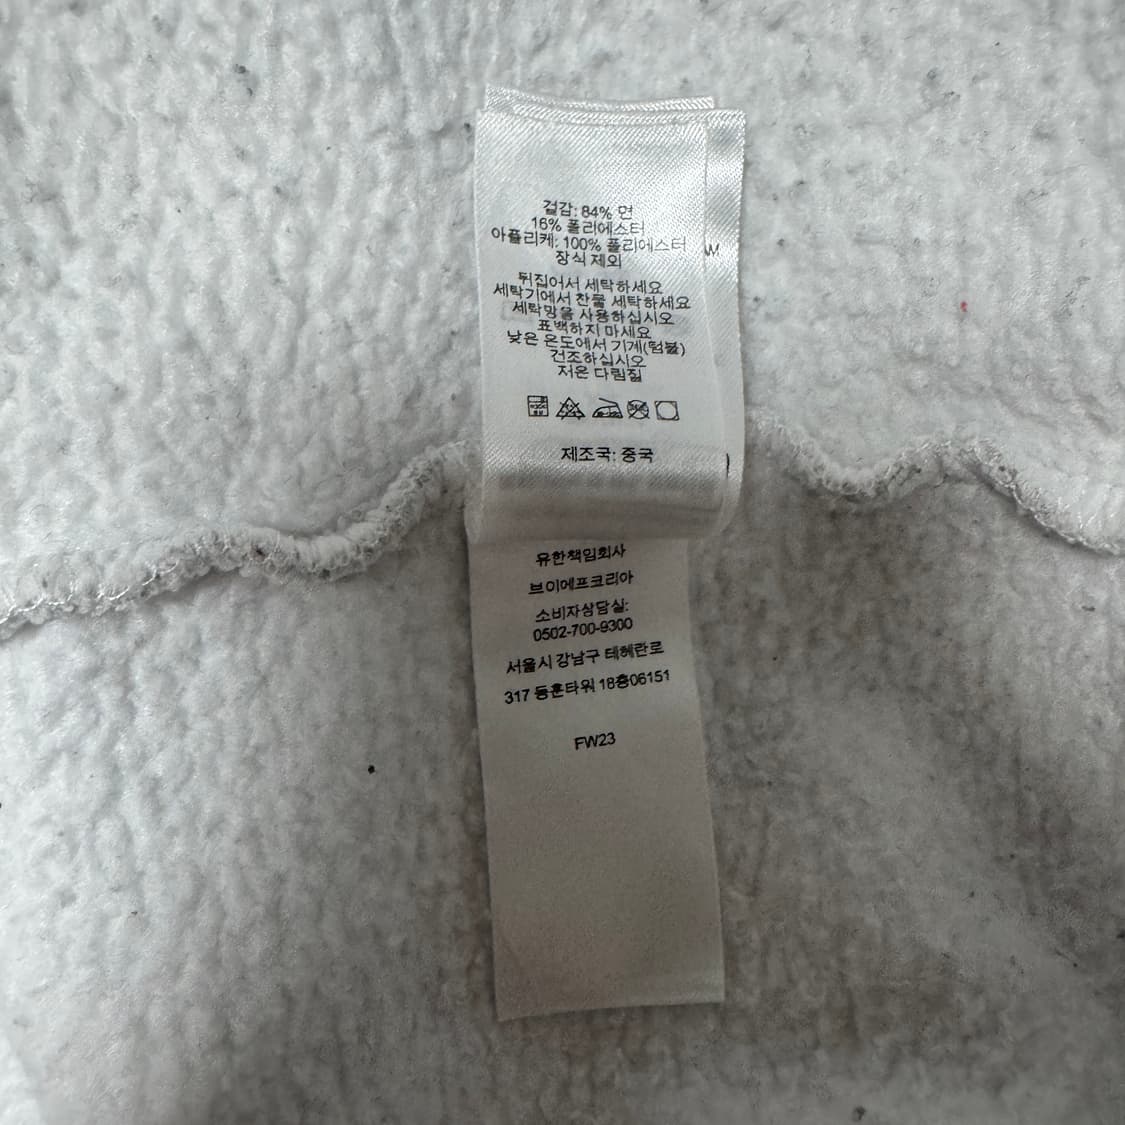 겉감: 84% 면
16% 폴리에스터
아플리케: 100% 폴리에스터
장식 제외
뒤집어서 세탁하세요
세탁기에서 찬물 세탁하세요
세탁망을 사용하십시오
표백하지 마세요
낮은 온도에서 기계(텀블)
건조하십시오
저온 다림질
제조국: 중국
유한책임회사
브이에프코리아
소비자상담실:
0502-700-9300
서울시 강남구 테헤란로
317 동훈타워 18층06151
FW23